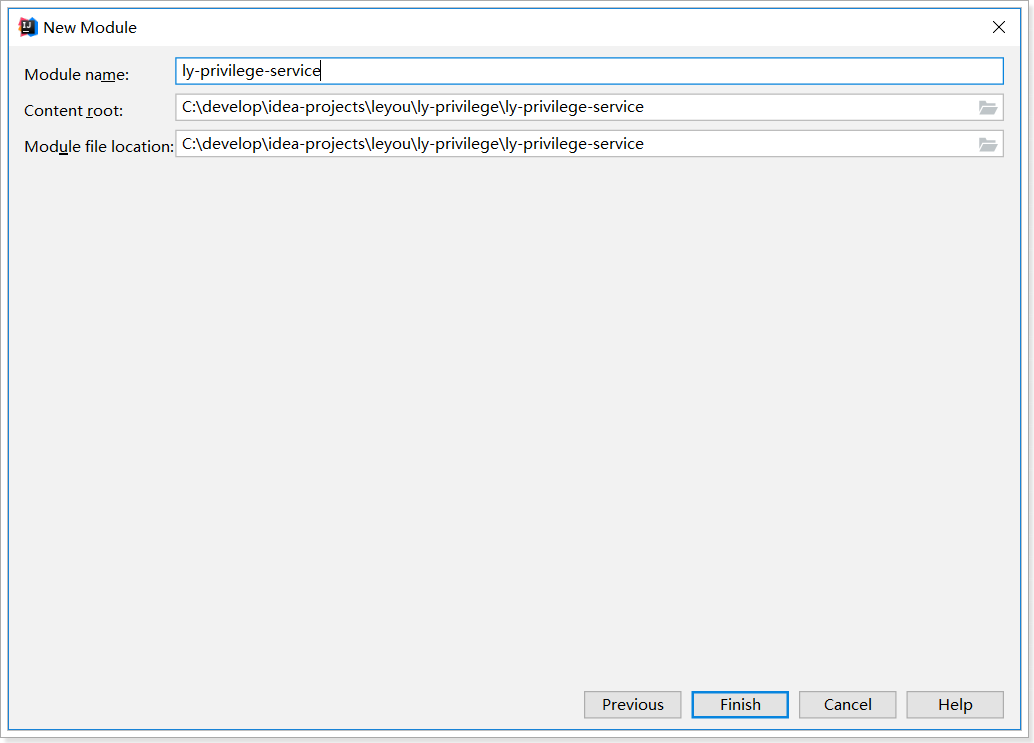 New Module
Module name: ly-privilege-service
Content root: C:\develop\idea-projects\leyou\ly-privilege\ly-privilege-service
Module file location: C:\develop\idea-projects\leyou\ly-privilege\ly-privilege-service
Previous Finish Cancel Help